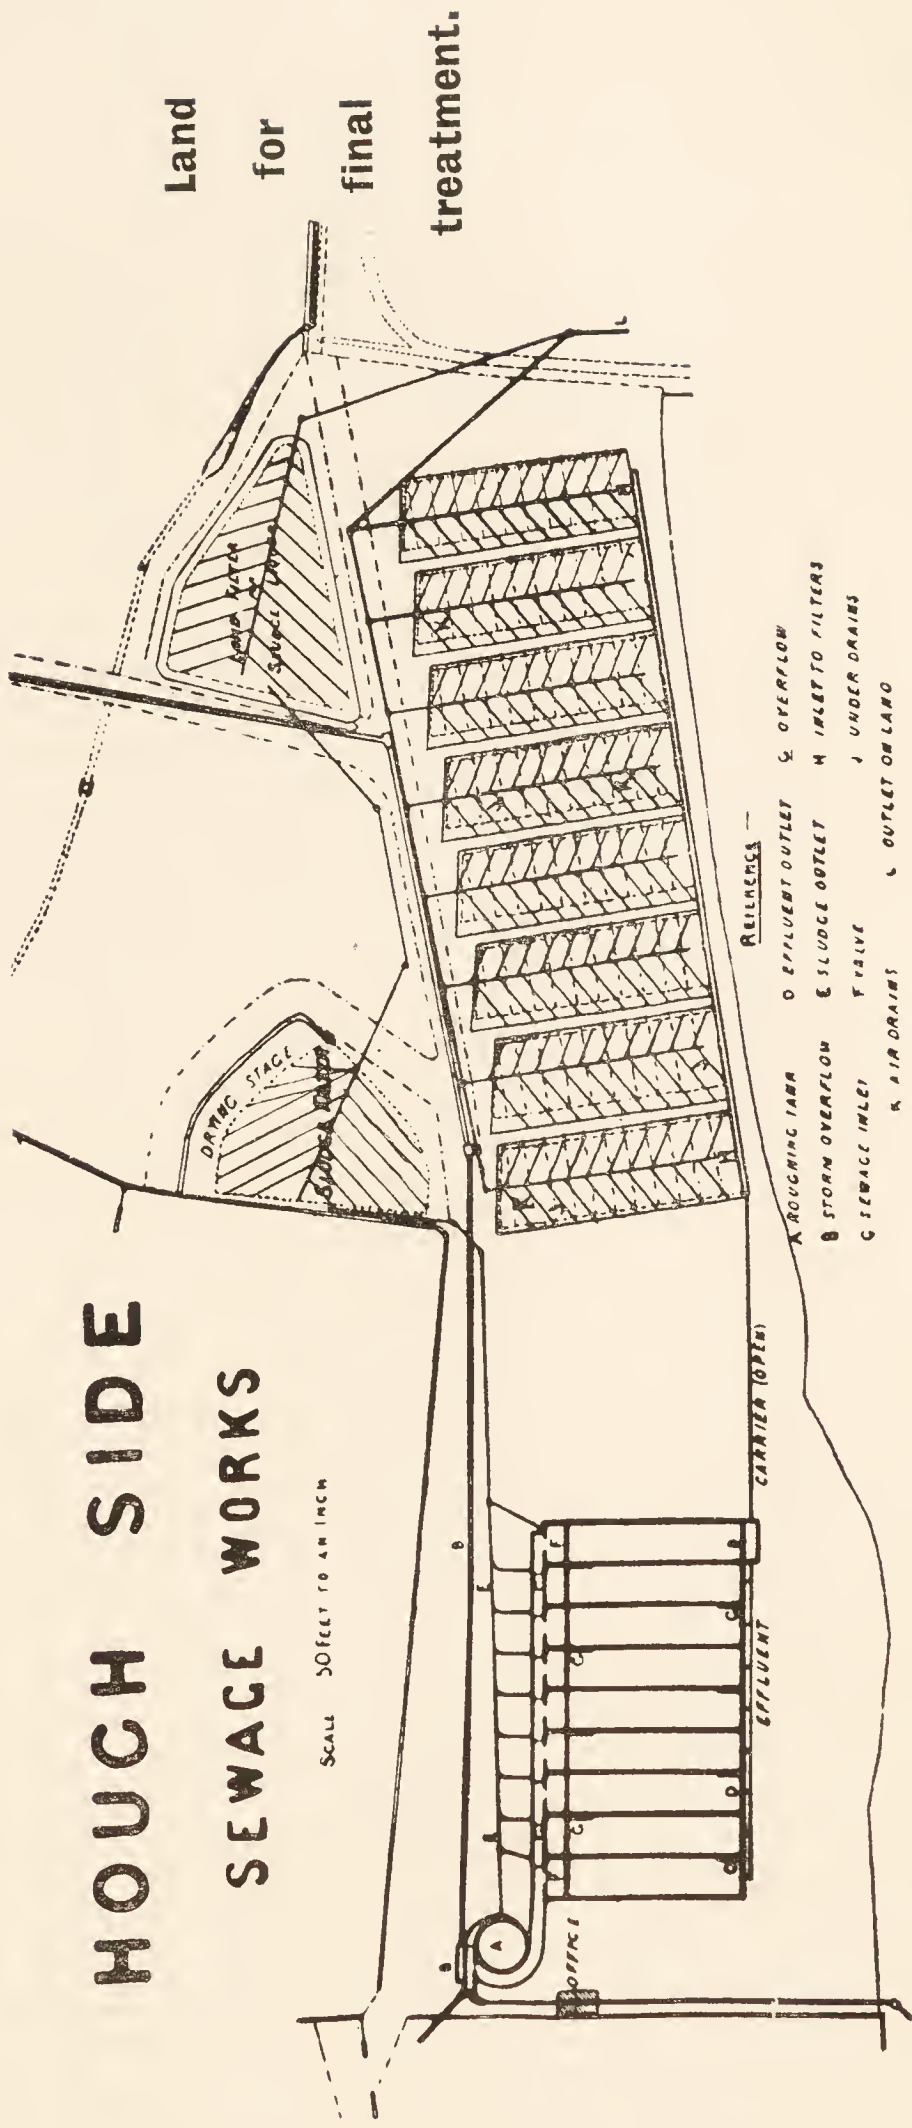 HOUGH SIDE
SEWAGE WORKS
SCALE 50 FEET TO AN INCH
Land
for
final
treatment.
DRYING STAGE
SLUDGE
SLUDGE
OFFICE
EFFLUENT
CARRIER (OPEN)
A
B
B
E
F
REFERENCE
A ROUGHING TANK D EFFLUENT OUTLET G OVERFLOW
B STORM OVERFLOW E SLUDGE OUTLET H INLET TO FILTERS
C SEWAGE INLET F VALVE J UNDER DRAINS
K AIR DRAINS L OUTLET ON LAND